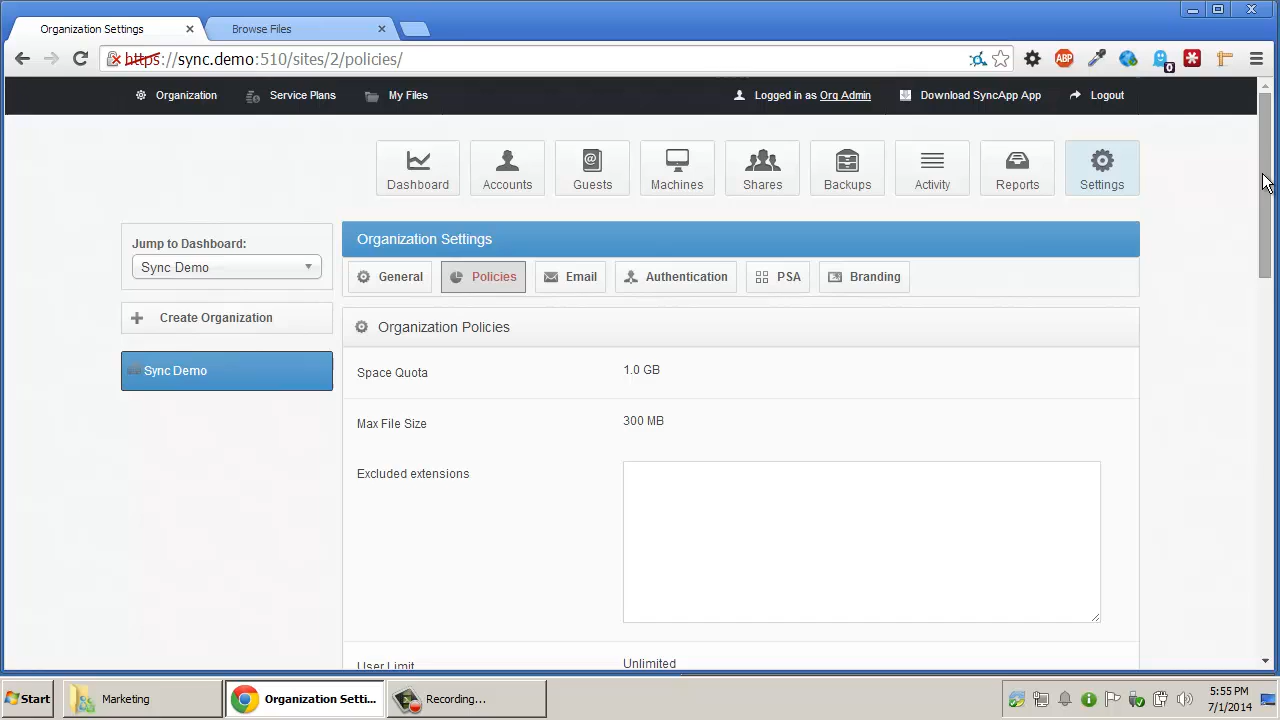 Organization Settings
Browse Files
https://sync.demo:510/sites/2/policies/
ABP
0
Organization
Service Plans
My Files
Logged in as Org Admin
Download SyncApp App
Logout
Dashboard
Accounts
Guests
Machines
Shares
Backups
Activity
Reports
Settings
Jump to Dashboard:
Sync Demo
Create Organization
Sync Demo
Organization Settings
General
Policies
Email
Authentication
PSA
Branding
Organization Policies
Space Quota
1.0 GB
Max File Size
300 MB
Excluded extensions
User Limit
Unlimited
Start
Marketing
Organization Setti...
Recording...
5:55 PM
7/1/2014